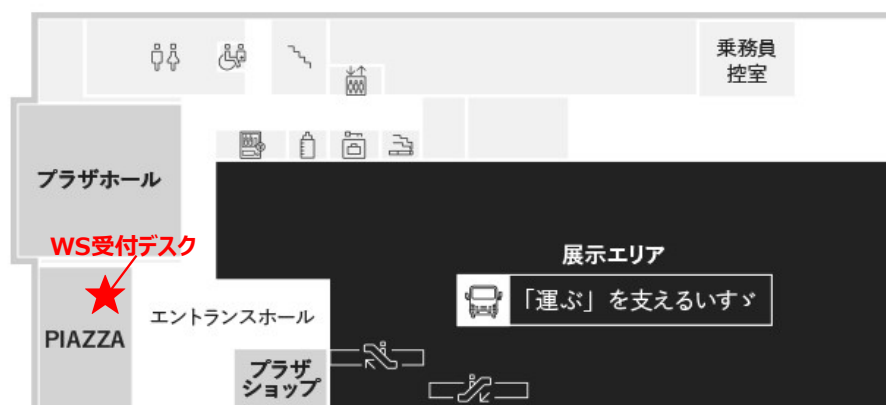 乗務員
控室
プラザホール
WS受付デスク
展示エリア
「運ぶ」を支えるいすゞ
エントランスホール
PIAZZA
プラザ
ショップ